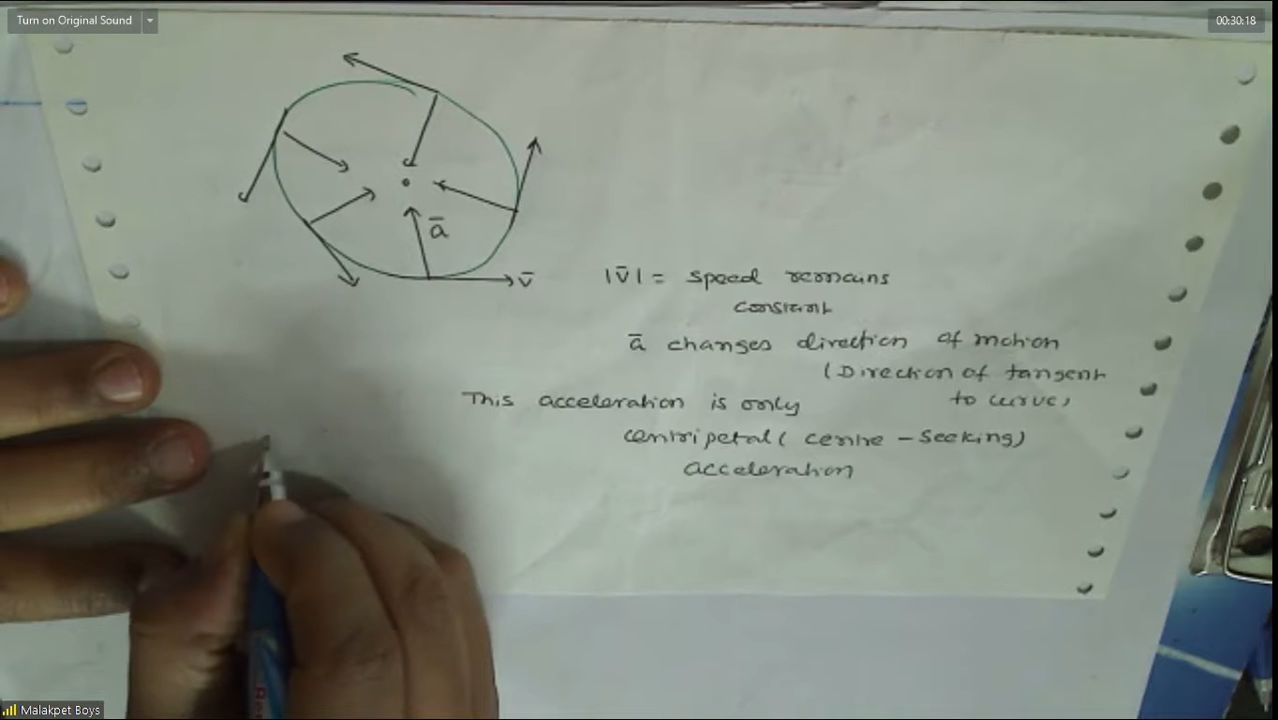 Turn on Original Sound
00:30:18
ā
v̄
|v̄| = speed remains
constant
ā changes direction of motion
(Direction of tangent
to curve)
This acceleration is only
centripetal ( centre - seeking)
acceleration
Malakpet Boys